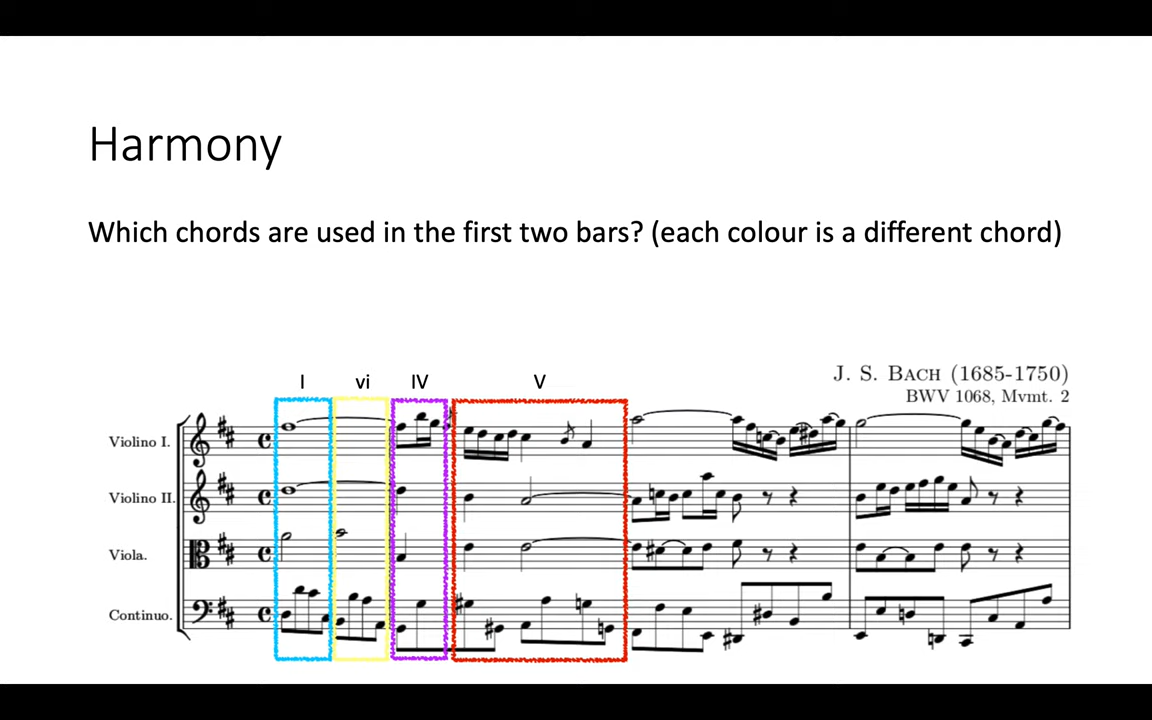 Harmony
Which chords are used in the first two bars? (each colour is a different chord)
J. S. BACH (1685-1750)
I vi IV V
BWV 1068, Mvmt. 2
Violino I.
Violino II.
Viola.
Continuo.